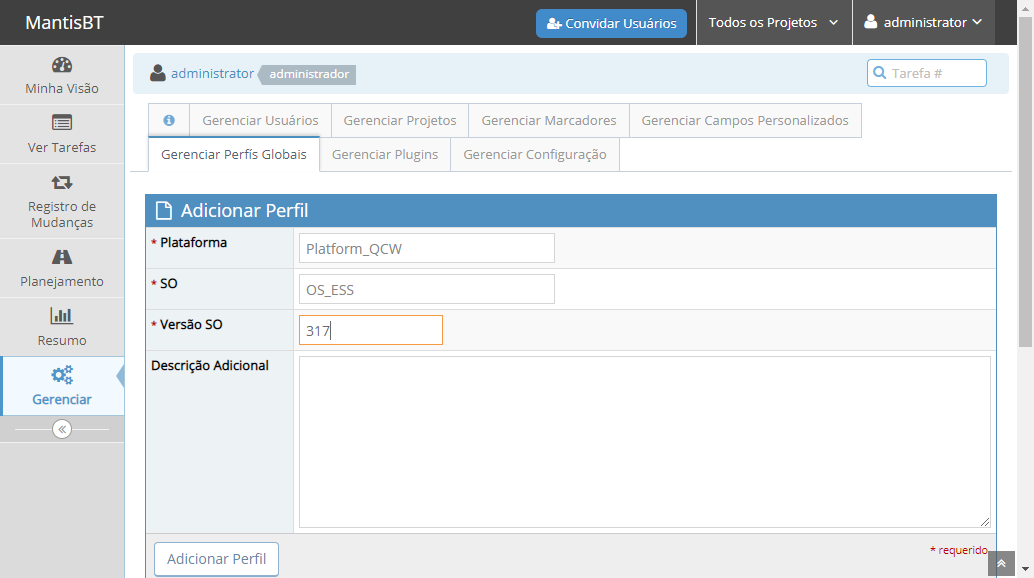 MantisBT
Convidar Usuários
Todos os Projetos
administrator
Minha Visão
Ver Tarefas
Registro de
Mudanças
Planejamento
Resumo
Gerenciar
administrator
administrador
Tarefa #
Gerenciar Usuários
Gerenciar Projetos
Gerenciar Marcadores
Gerenciar Campos Personalizados
Gerenciar Perfís Globais
Gerenciar Plugins
Gerenciar Configuração
Adicionar Perfil
* Plataforma
Platform_QCW
* SO
OS_ESS
* Versão SO
317
Descrição Adicional
Adicionar Perfil
* requerido